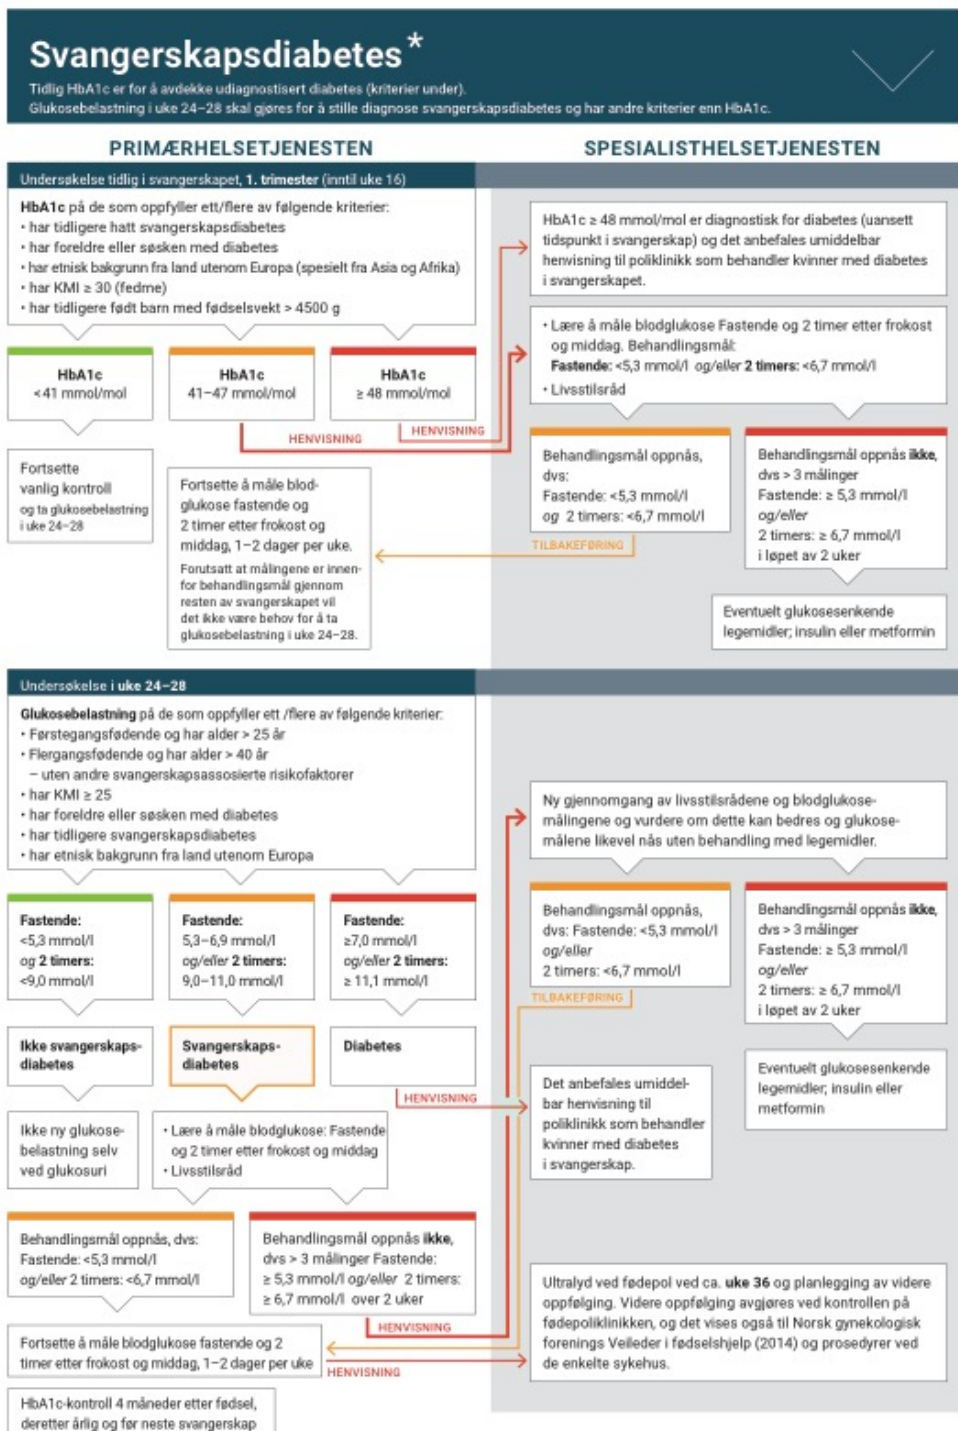 Svangerskapsdiabetes*
Tidlig HbA1c er for å avdekke udiagnostisert diabetes (kriterier under).
Glukosebelastning i uke 24–28 skal gjøres for å stille diagnose svangerskapsdiabetes og har andre kriterier enn HbA1c.
PRIMÆRHELSETJENESTEN
SPESIALISTHELSETJENESTEN
Undersøkelse tidlig i svangerskapet, 1. trimester (inntil uke 16)
HbA1c på de som oppfyller ett/flere av følgende kriterier:
• har tidligere hatt svangerskapsdiabetes
• har foreldre eller søsken med diabetes
• har etnisk bakgrunn fra land utenom Europa (spesielt fra Asia og Afrika)
• har KMI ≥ 30 (fedme)
• har tidligere født barn med fødselsvekt > 4500 g
HbA1c ≥ 48 mmol/mol er diagnostisk for diabetes (uansett
tidspunkt i svangerskap) og det anbefales umiddelbar
henvisning til poliklinikk som behandler kvinner med diabetes
i svangerskapet.
• Lære å måle blodglukose Fastende og 2 timer etter frokost
og middag. Behandlingsmål:
Fastende: <5,3 mmol/l og/eller 2 timers: <6,7 mmol/l
• Livsstilsråd
HbA1c
<41 mmol/mol
HbA1c
41–47 mmol/mol
HbA1c
≥ 48 mmol/mol
HENVISNING
HENVISNING
Fortsette
vanlig kontroll
og ta glukosebelastning
i uke 24–28
Fortsette å måle blod-
glukose fastende og
2 timer etter frokost og
middag, 1–2 dager per uke.
Forutsatt at målingene er innen-
for behandlingsmål gjennom
resten av svangerskapet vil
det ikke være behov for å ta
glukosebelastning i uke 24–28.
Behandlingsmål oppnås,
dvs:
Fastende: <5,3 mmol/l
og 2 timers: <6,7 mmol/l
TILBAKEFØRING
Behandlingsmål oppnås ikke,
dvs > 3 målinger
Fastende: ≥ 5,3 mmol/l
og/eller
2 timers: ≥ 6,7 mmol/l
i løpet av 2 uker
Eventuelt glukosesenkende
legemidler; insulin eller metformin
Undersøkelse i uke 24–28
Glukosebelastning på de som oppfyller ett /flere av følgende kriterier:
• Førstegangsfødende og har alder > 25 år
• Flergangsfødende og har alder > 40 år
– uten andre svangerskapsassosierte risikofaktorer
• har KMI ≥ 25
• har foreldre eller søsken med diabetes
• har tidligere svangerskapsdiabetes
• har etnisk bakgrunn fra land utenom Europa
Ny gjennomgang av livsstilsrådene og blodglukose-
målingene og vurdere om dette kan bedres og glukose-
målene likevel nås uten behandling med legemidler.
Fastende:
<5,3 mmol/l
og 2 timers:
<9,0 mmol/l
Fastende:
5,3–6,9 mmol/l
og/eller 2 timers:
9,0–11,0 mmol/l
Fastende:
≥7,0 mmol/l
og/eller 2 timers:
≥ 11,1 mmol/l
Behandlingsmål oppnås,
dvs: Fastende: <5,3 mmol/l
og/eller
2 timers: <6,7 mmol/l
TILBAKEFØRING
Behandlingsmål oppnås ikke,
dvs > 3 målinger
Fastende: ≥ 5,3 mmol/l
og/eller
2 timers: ≥ 6,7 mmol/l
i løpet av 2 uker
Ikke svangerskaps-
diabetes
Svangerskaps-
diabetes
Diabetes
HENVISNING
Det anbefales umiddel-
bar henvisning til
poliklinikk som behandler
kvinner med diabetes
i svangerskap.
Eventuelt glukosesenkende
legemidler; insulin eller
metformin
Ikke ny glukose-
belastning selv
ved glukosuri
• Lære å måle blodglukose: Fastende
og 2 timer etter frokost og middag
• Livsstilsråd
Behandlingsmål oppnås, dvs:
Fastende: <5,3 mmol/l
og/eller 2 timers: <6,7 mmol/l
Behandlingsmål oppnås ikke,
dvs > 3 målinger Fastende:
≥ 5,3 mmol/l og/eller 2 timers:
≥ 6,7 mmol/l over 2 uker
HENVISNING
Ultralyd ved fødepol ved ca. uke 36 og planlegging av videre
oppfølging. Videre oppfølging avgjøres ved kontrollen på
fødepoliklinikken, og det vises også til Norsk gynekologisk
forenings Veileder i fødselshjelp (2014) og prosedyrer ved
de enkelte sykehus.
Fortsette å måle blodglukose fastende og 2
timer etter frokost og middag, 1–2 dager per uke
HENVISNING
HbA1c-kontroll 4 måneder etter fødsel,
deretter årlig og før neste svangerskap